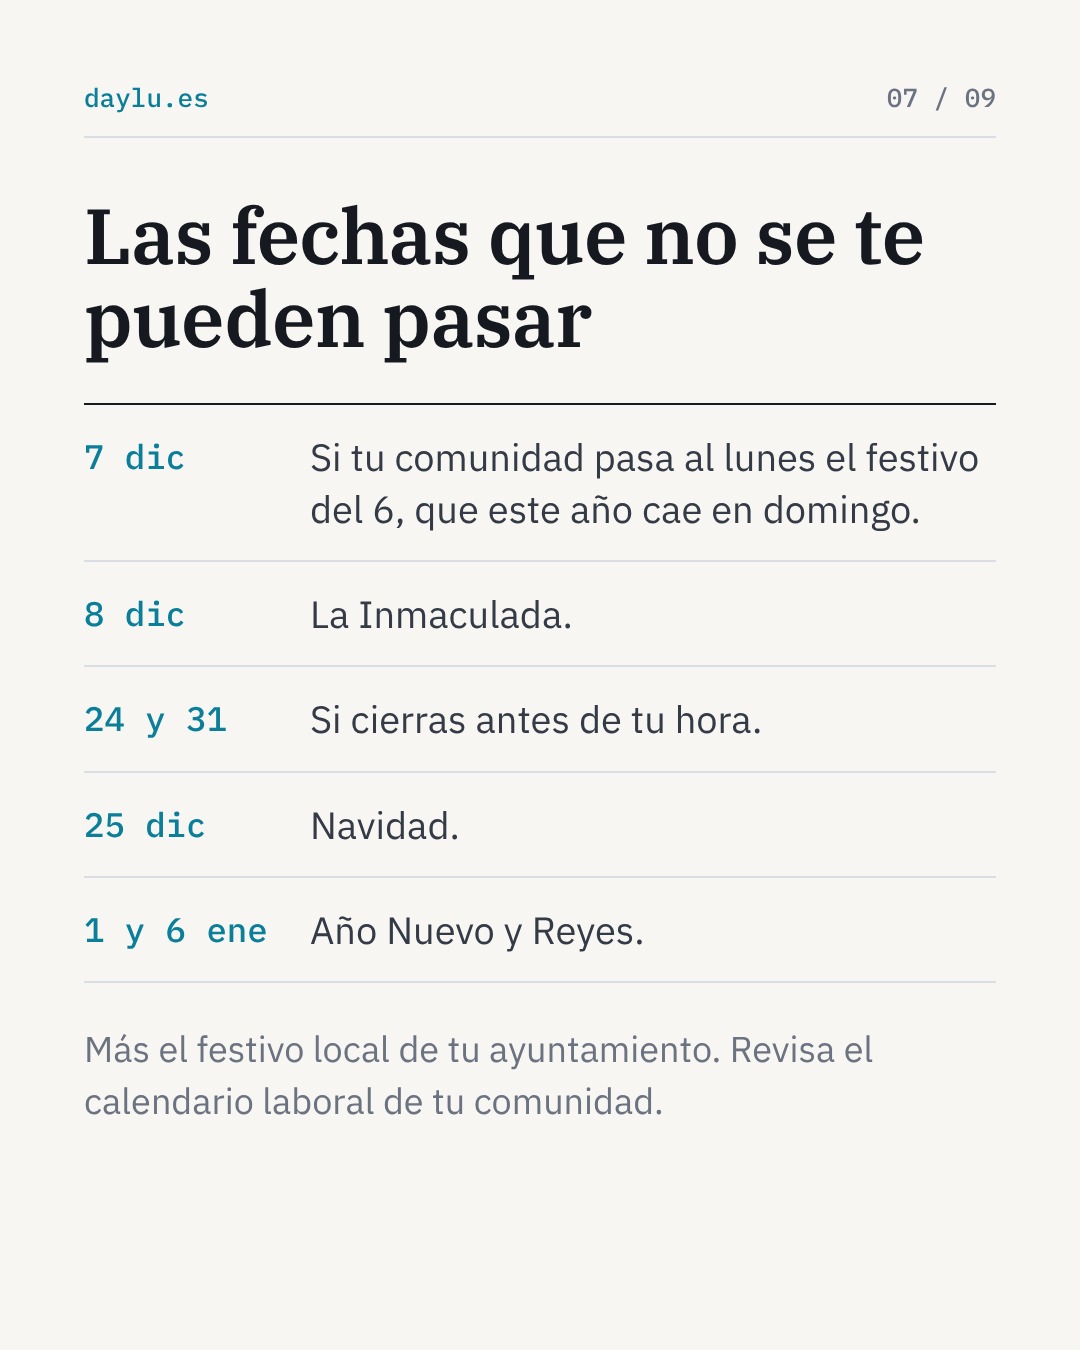 daylu.es
07 / 09
Las fechas que no se te
pueden pasar
7 dic
Si tu comunidad pasa al lunes el festivo
del 6, que este año cae en domingo.
8 dic
La Inmaculada.
24 y 31
Si cierras antes de tu hora.
25 dic
Navidad.
1 y 6 ene
Año Nuevo y Reyes.
Más el festivo local de tu ayuntamiento. Revisa el
calendario laboral de tu comunidad.